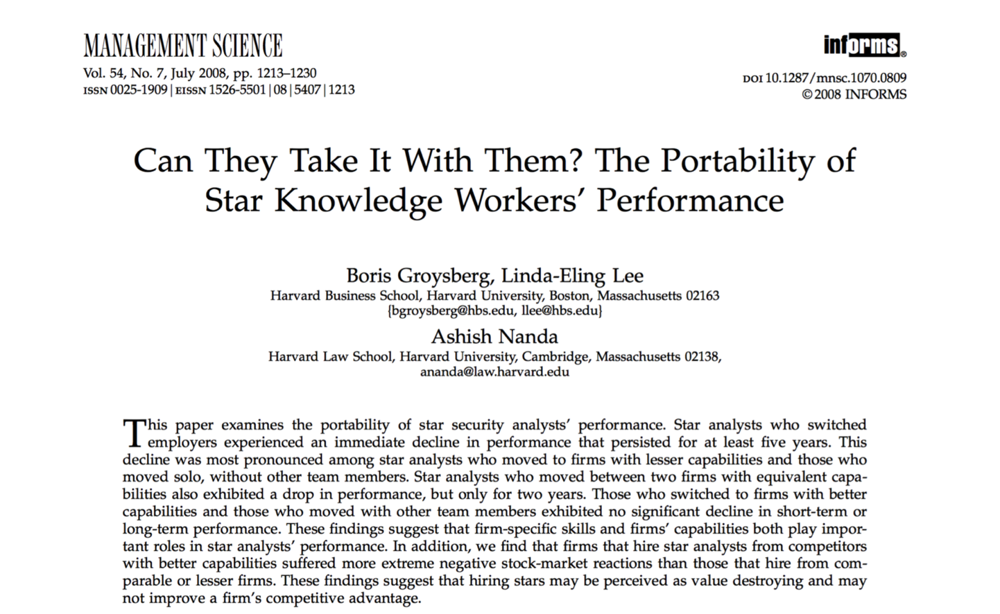 MANAGEMENT SCIENCE
Vol. 54, No. 7, July 2008, pp. 1213–1230
ISSN 0025-1909 | EISSN 1526-5501 | 08 | 5407 | 1213
informs®
DOI 10.1287/mnsc.1070.0809
© 2008 INFORMS
Can They Take It With Them? The Portability of
Star Knowledge Workers’ Performance
Boris Groysberg, Linda-Eling Lee
Harvard Business School, Harvard University, Boston, Massachusetts 02163
{bgroysberg@hbs.edu, llee@hbs.edu}
Ashish Nanda
Harvard Law School, Harvard University, Cambridge, Massachusetts 02138,
ananda@law.harvard.edu
This paper examines the portability of star security analysts’ performance. Star analysts who switched
employers experienced an immediate decline in performance that persisted for at least five years. This
decline was most pronounced among star analysts who moved to firms with lesser capabilities and those who
moved solo, without other team members. Star analysts who moved between two firms with equivalent capa-
bilities also exhibited a drop in performance, but only for two years. Those who switched to firms with better
capabilities and those who moved with other team members exhibited no significant decline in short-term or
long-term performance. These findings suggest that firm-specific skills and firms’ capabilities both play impor-
tant roles in star analysts’ performance. In addition, we find that firms that hire star analysts from competitors
with better capabilities suffered more extreme negative stock-market reactions than those that hire from com-
parable or lesser firms. These findings suggest that hiring stars may be perceived as value destroying and may
not improve a firm’s competitive advantage.